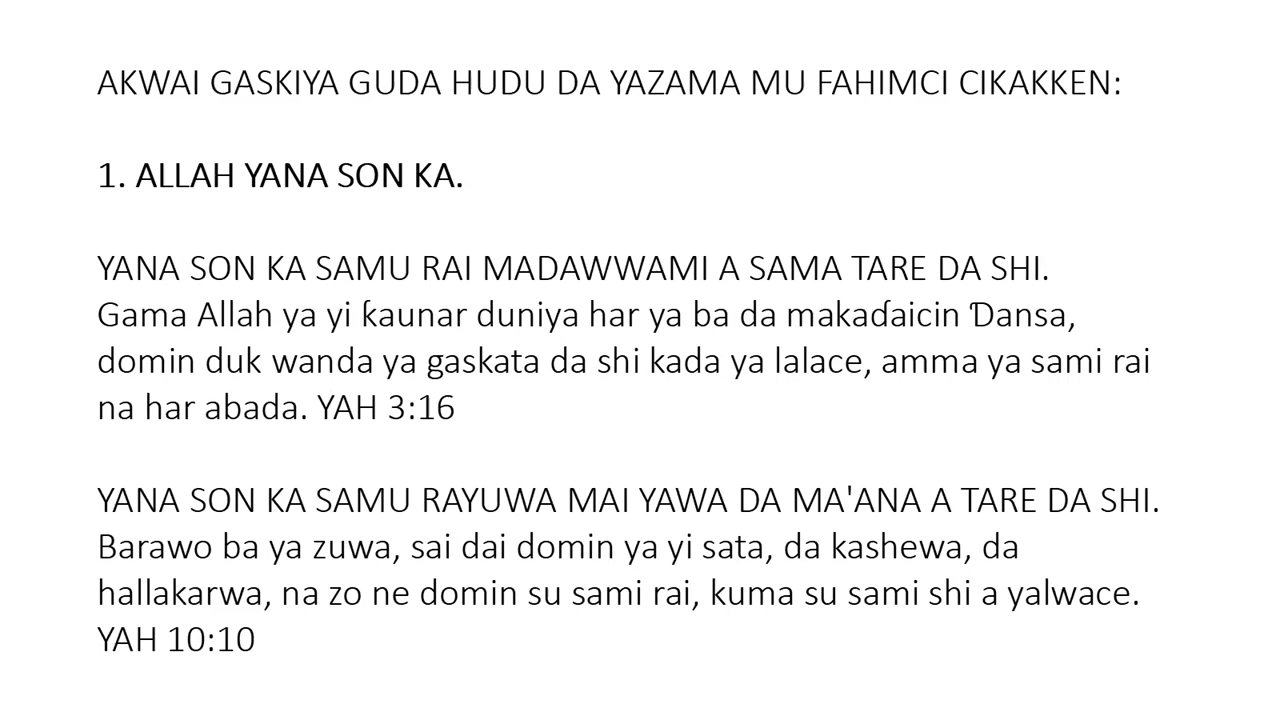 AKWAI GASKIYA GUDA HUDU DA YAZAMA MU FAHIMCI CIKAKKEN:
1. ALLAH YANA SON KA.
YANA SON KA SAMU RAI MADAWWAMI A SAMA TARE DA SHI.
Gama Allah ya yi ƙaunar duniya har ya ba da makaɗaicin Ɗansa,
domin duk wanda ya gaskata da shi kada ya lalace, amma ya sami rai
na har abada. YAH 3:16
YANA SON KA SAMU RAYUWA MAI YAWA DA MA'ANA A TARE DA SHI.
Barawo ba ya zuwa, sai dai domin ya yi sata, da kashewa, da
hallakarwa, na zo ne domin su sami rai, kuma su sami shi a yalwace.
YAH 10:10